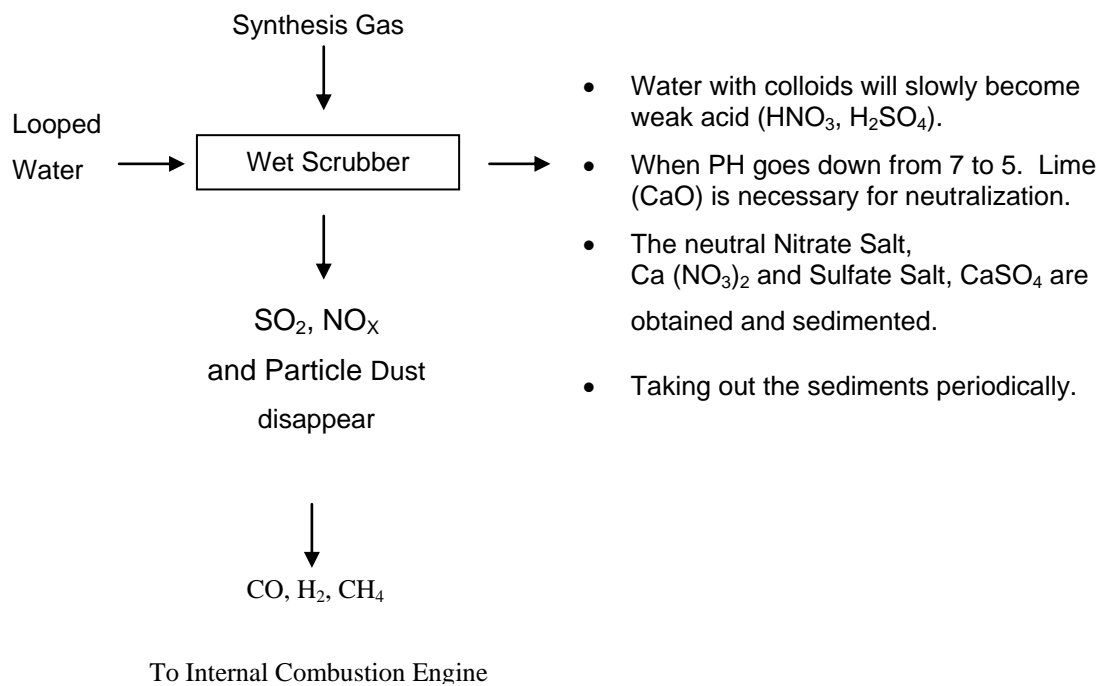 Synthesis Gas
Looped
Water
Wet Scrubber
SO₂, NOX
and Particle Dust
disappear
CO, H₂, CH₄
To Internal Combustion Engine
• Water with colloids will slowly become
weak acid (HNO₃, H₂SO₄).
• When PH goes down from 7 to 5. Lime
(CaO) is necessary for neutralization.
• The neutral Nitrate Salt,
Ca (NO₃)₂ and Sulfate Salt, CaSO₄ are
obtained and sedimented.
• Taking out the sediments periodically.